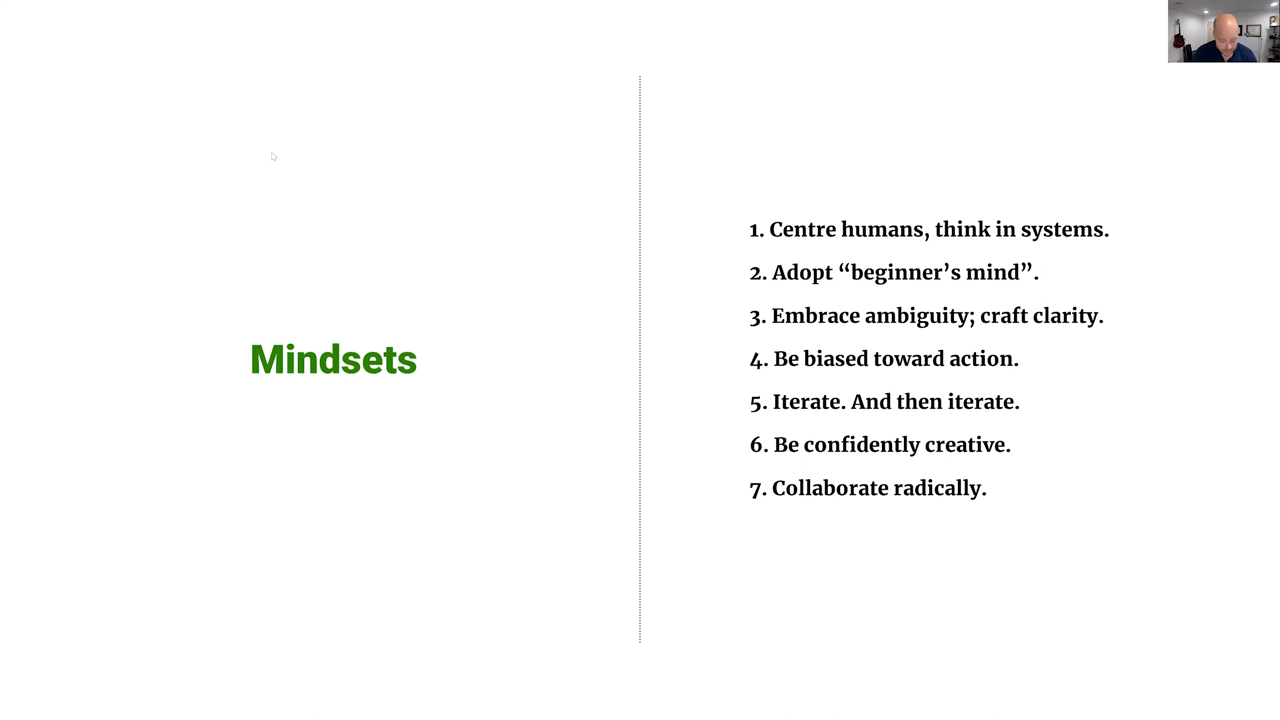 Mindsets
1. Centre humans, think in systems.
2. Adopt “beginner’s mind”.
3. Embrace ambiguity; craft clarity.
4. Be biased toward action.
5. Iterate. And then iterate.
6. Be confidently creative.
7. Collaborate radically.